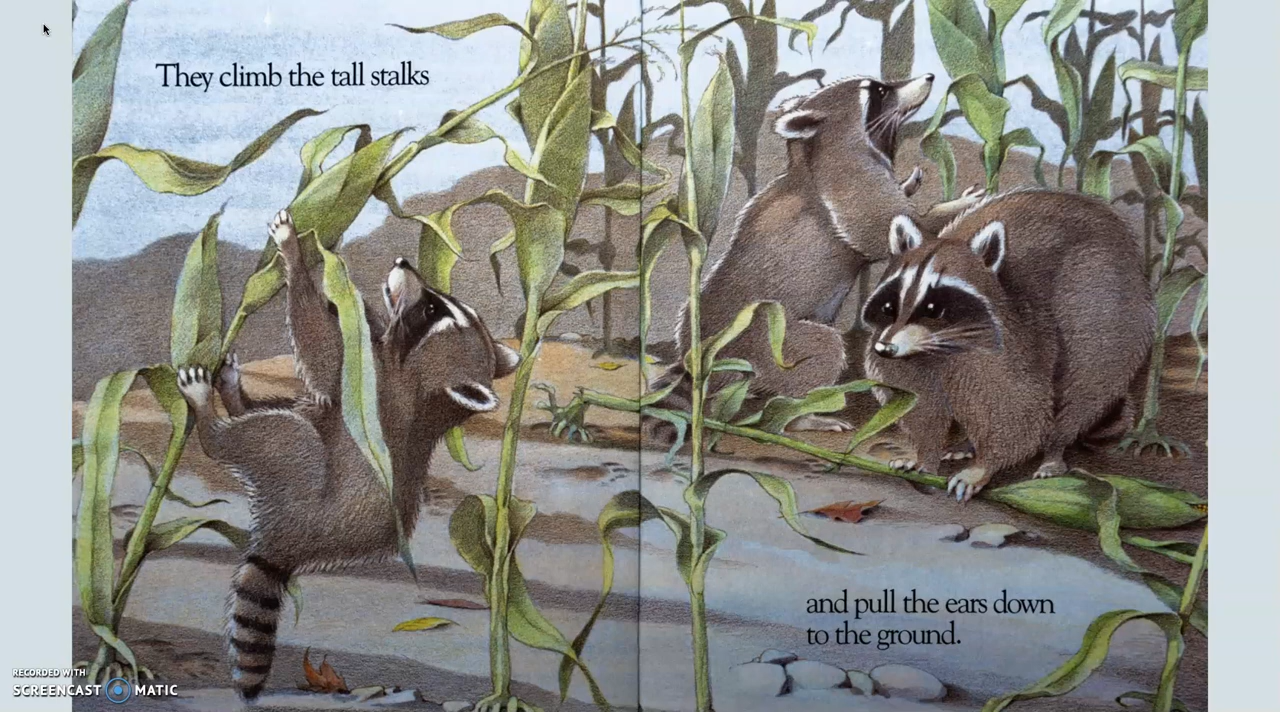 They climb the tall stalks
and pull the ears down
to the ground.
RECORDED WITH
SCREENCAST MATIC